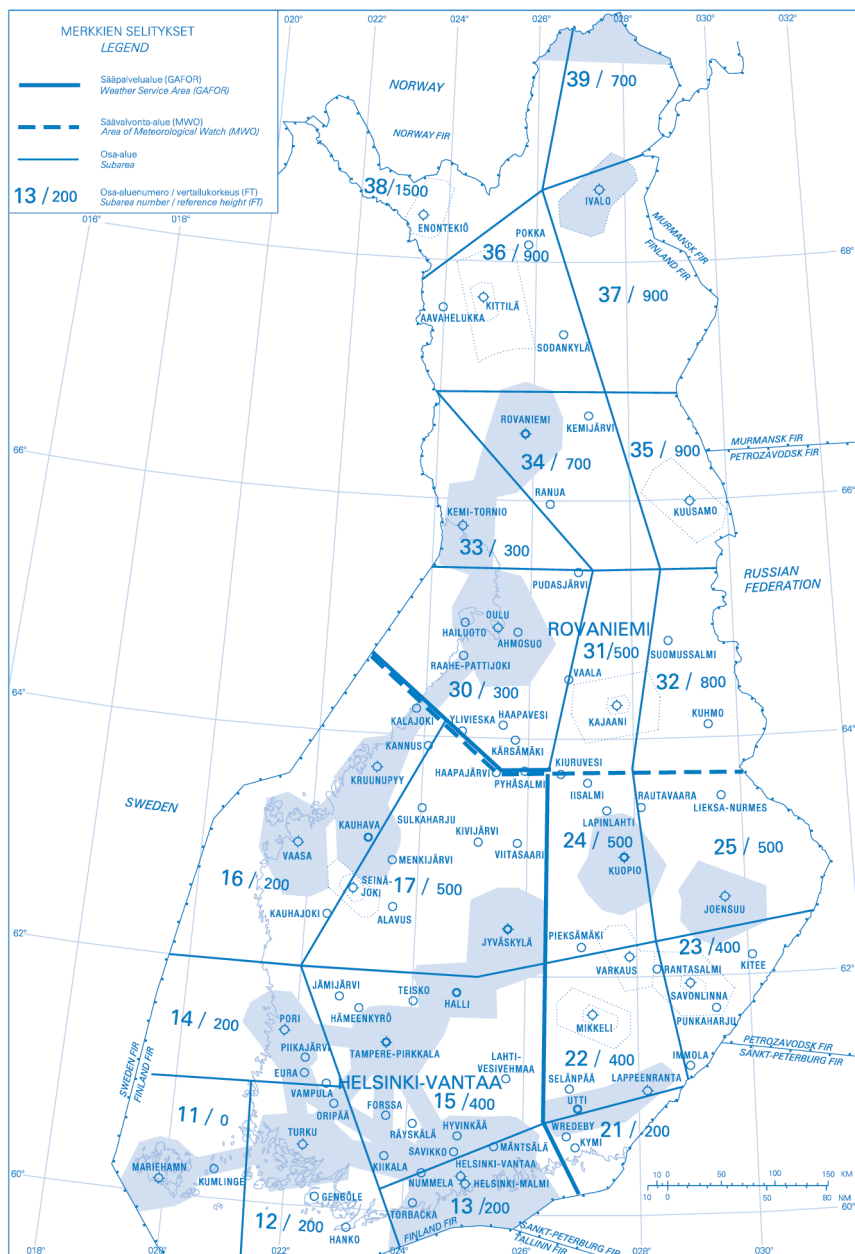 020°
022°
024°
026°
028°
030°
032°
MERKKIEN SELITYKSET
LEGEND
Sääpalvelualue (GAFOR)
Weather Service Area (GAFOR)
Säävalvonta-alue (MWO)
Area of Meteorological Watch (MWO)
Osa-alue
Subarea
13 / 200
Osa-aluenumero / vertailukorkeus (FT)
Subarea number / reference height (FT)
39 / 700
NORWAY
NORWAY FIR
38/1500
ENONTEKIÖ
IVALO
016°
018°
POKKA
36 / 900
MURMANSK FIR
FINLAND FIR
68°
37 / 900
KITTILÄ
AAVAHELUKKA
SODANKYLÄ
ROVANIEMI
KEMIJÄRVI
35 / 900
MURMANSK FIR
PETROZAVODSK FIR
66°
34 / 700
RANUA
66°
KUUSAMO
KEMI-TORNIO
33 / 300
RUSSIAN
FEDERATION
PUDASJÄRVI
OULU
HAILUOTO
AHMOSUO
ROVANIEMI
31/500
SUOMUSSALMI
RAAHE-PATTIJOKI
VAALA
32 / 800
30 / 300
64°
KALAJOKI
YLIVIESKA
HAAPAVESI
KAJAANI
KUHMO
64°
KANNUS
KÄRSÄMÄKI
KIURUVESI
HAAPAJÄRVI
PYHÄSALMI
KRUUNUPYY
IISALMI
RAUTAVAARA
LIEKSA-NURMES
SWEDEN
SULKAHARJU
LAPINLAHTI
KAUHAVA
KIVIJÄRVI
24 / 500
25 / 500
VAASA
VIITASAARI
MENKIJÄRVI
KUOPIO
16 / 200
SEINÄ-
JOKI
17 / 500
JOENSUU
KAUHAJOKI
ALAVUS
62°
JYVÄSKYLÄ
PIEKSÄMÄKI
23 / 400
KITEE
VARKAUS
RANTASALMI
62°
JÄMIJÄRVI
TEISKO
HALLI
SAVONLINNA
HÄMEENKYRÖ
PUNKAHARJU
14 / 200
PORI
MIKKELI
PIIKAJÄRVI
TAMPERE-PIRKKALA
PETROZAVODSK FIR
SANKT-PETERBURG FIR
SWEDEN FIR
FINLAND FIR
LAHTI-
VESIVEHMAA
22 / 400
IMMOLA
EURA
HELSINKI-VANTAA
SELÄNPÄÄ
LAPPEENRANTA
VAMPULA
15 / 400
UTTI
11 / 0
ORIPÄÄ
FORSSA
HYVINKÄÄ
WREDEBY
21 / 200
TURKU
RÄYSKÄLÄ
MÄNTSÄLÄ
KYMI
MARIEHAMN
SAVIKKO
60°
KUMLINGE
KIIKALA
HELSINKI-VANTAA
10 0 50 100 150 KM
NUMMELA
HELSINKI-MALMI
10 0 50 80 NM
GENBÖLE
TORBACKA
13 / 200
60°
12 / 200
HANKO
FINLAND FIR
SANKT-PETERBURG FIR
TALLINN FIR
020°
022°
024°
026°
028°
030°